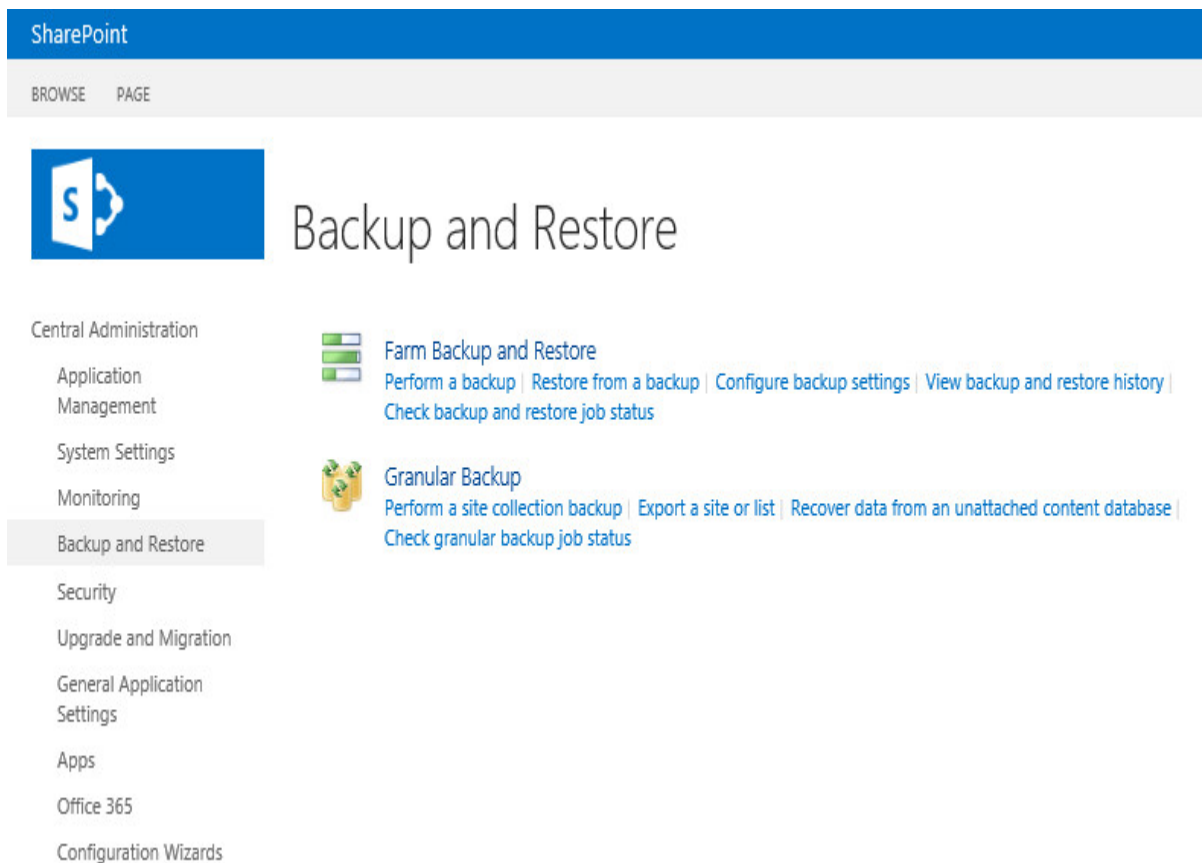 SharePoint
BROWSE PAGE
S
Backup and Restore
Central Administration
Application
Management
System Settings
Monitoring
Backup and Restore
Security
Upgrade and Migration
General Application
Settings
Apps
Office 365
Configuration Wizards
Farm Backup and Restore
Perform a backup | Restore from a backup | Configure backup settings | View backup and restore history |
Check backup and restore job status
Granular Backup
Perform a site collection backup | Export a site or list | Recover data from an unattached content database |
Check granular backup job status